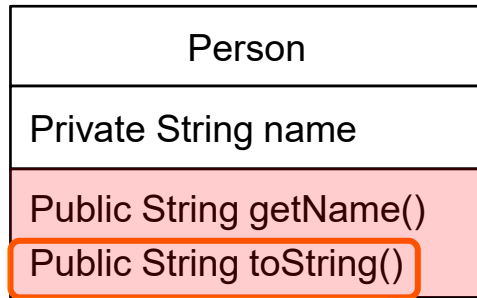 Person
Private String name
Public String getName()
Public String toString()